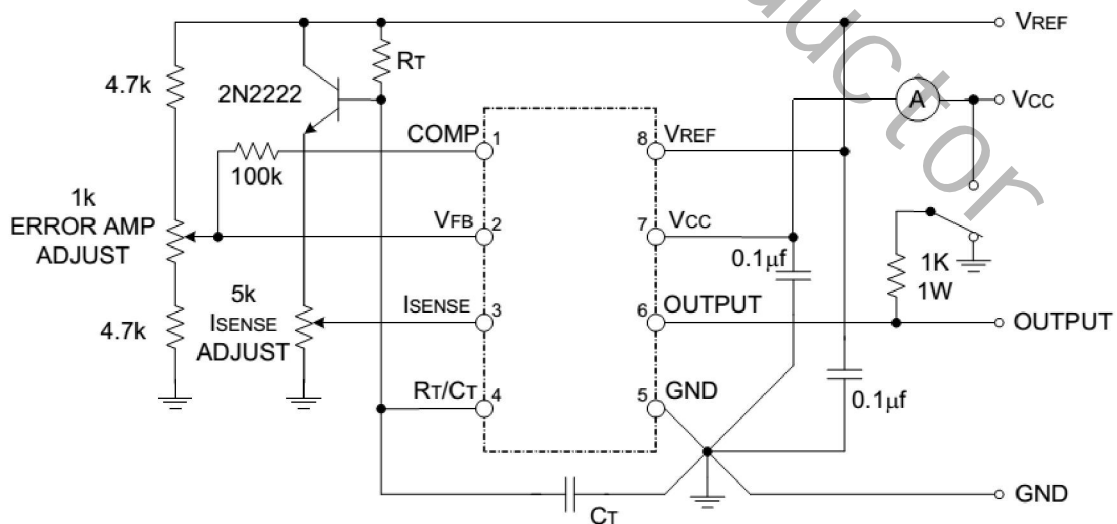 VREF
4.7k
RT
2N2222
A
VCC
COMP
1
8
VREF
100k
1k
ERROR AMP
ADJUST
VFB
2
7
VCC
0.1µf
1K
1W
5k
ISENSE
ADJUST
4.7k
ISENSE
3
6
OUTPUT
OUTPUT
RT/CT
4
5
GND
0.1µf
CT
GND
uctor